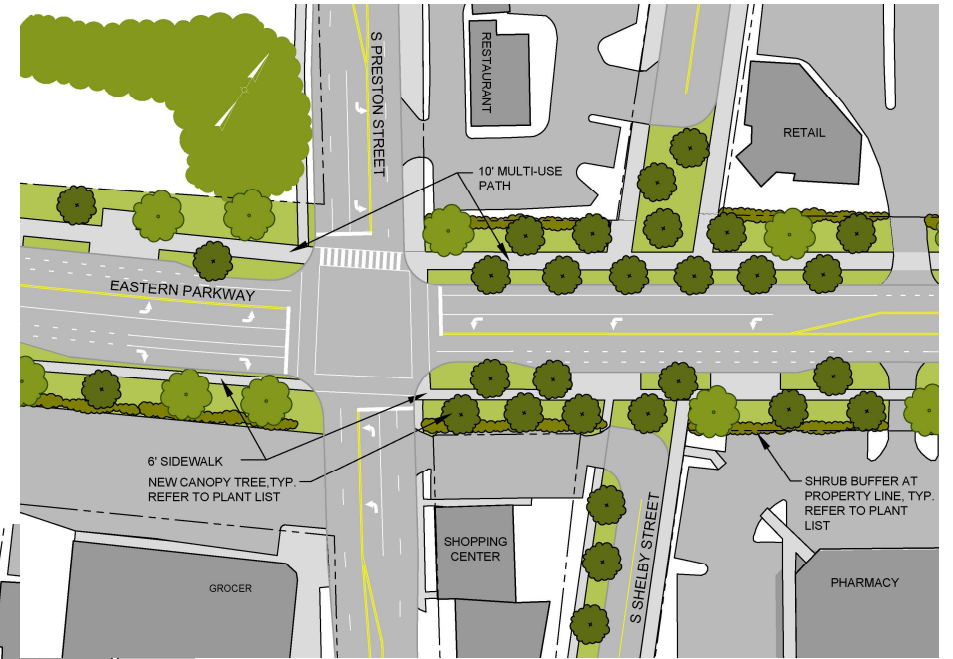 S PRESTON STREET
RESTAURANT
RETAIL
10' MULTI-USE
PATH
EASTERN PARKWAY
6' SIDEWALK
NEW CANOPY TREE,TYP.
REFER TO PLANT LIST
SHRUB BUFFER AT
PROPERTY LINE, TYP.
REFER TO PLANT
LIST
SHOPPING
CENTER
S SHELBY STREET
GROCER
PHARMACY